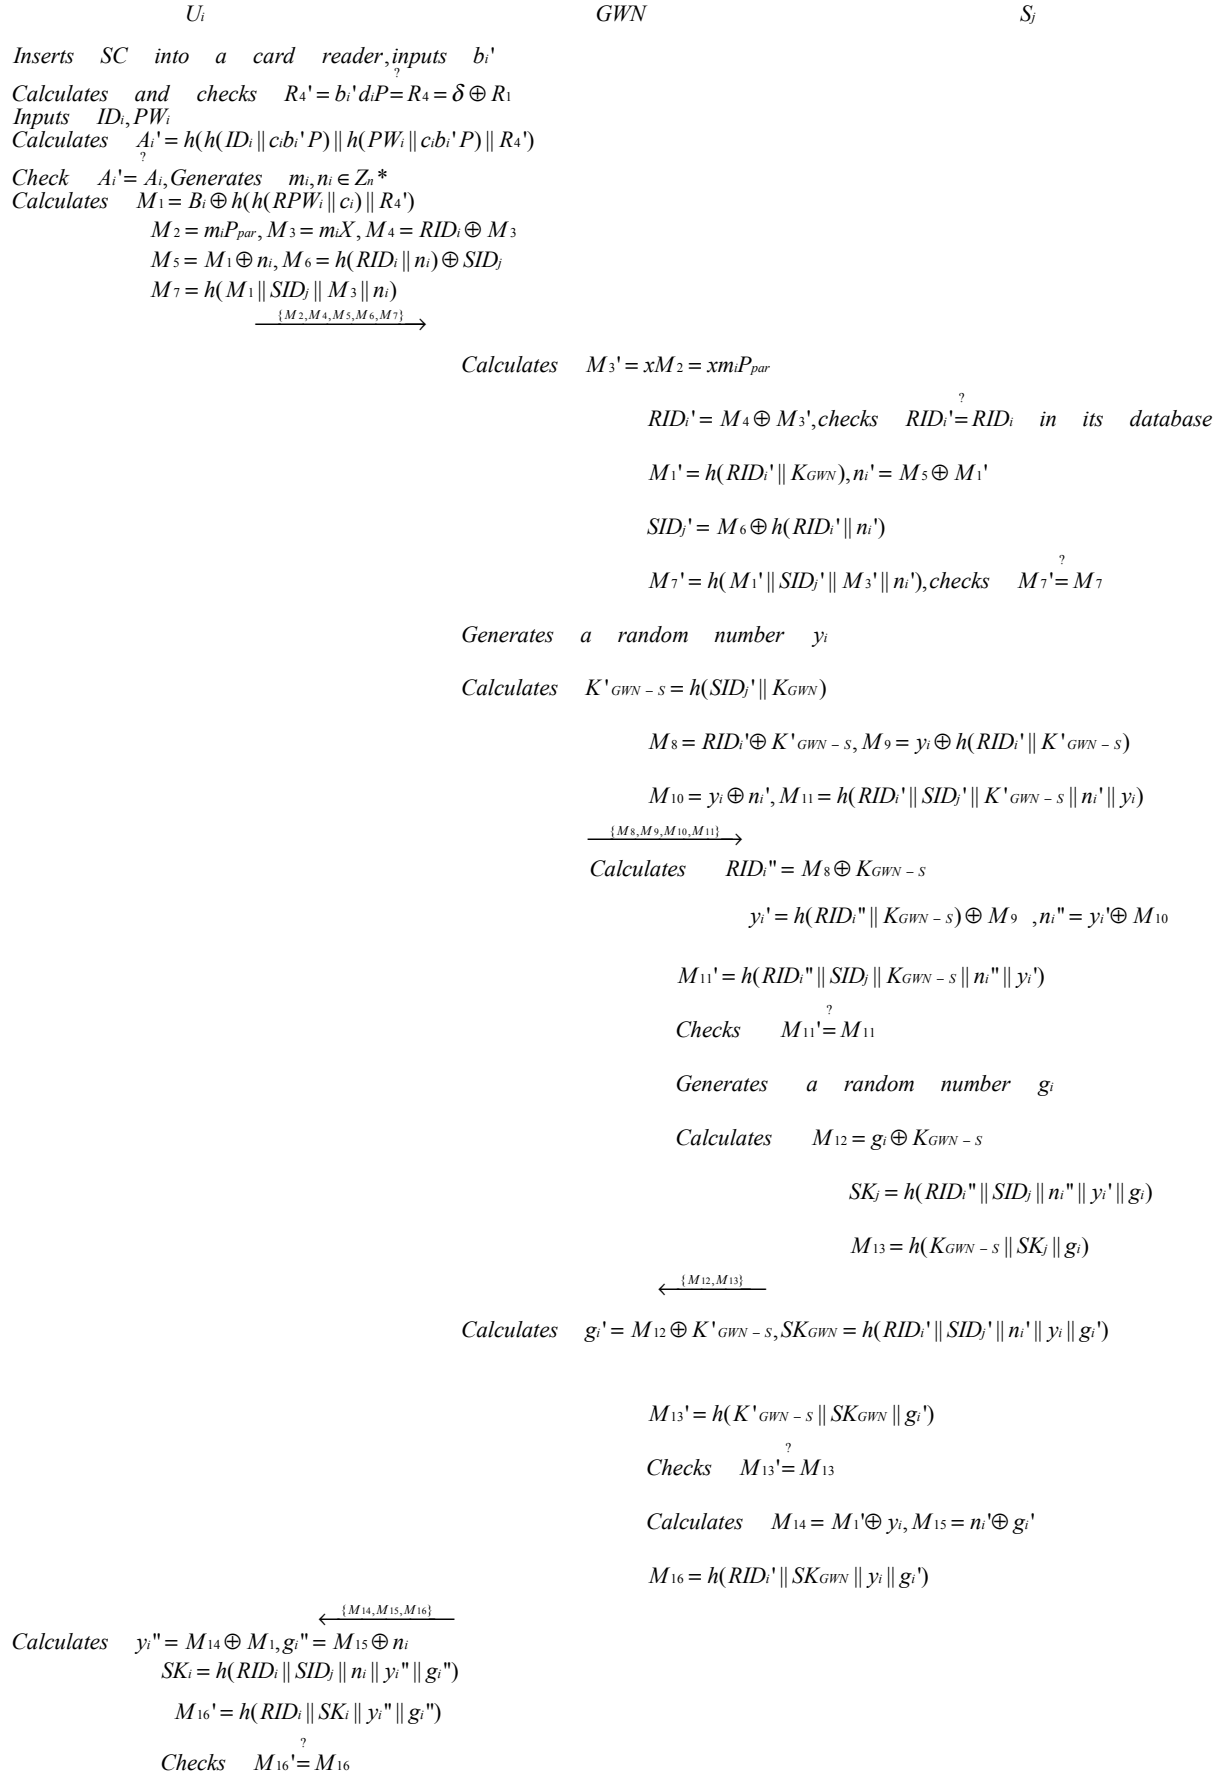 Ui GWN Sj
Inserts SC into a card reader,inputs bi'
Calculates and checks R4'=bi'diP=?R4=δ⊕R1
Inputs IDi,PWi
Calculates Ai'=h(h(IDi||cibi'P)||h(PWi||cibi'P)||R4')
Check Ai'=?Ai,Generates mi,ni∈Zn*
Calculates M1=Bi⊕h(h(RPWi||ci)||R4')
M2=miPpar,M3=miX,M4=RIDi⊕M3
M5=M1⊕ni,M6=h(RIDi||ni)⊕SIDj
M7=h(M1||SIDj||M3||ni)
{M2,M4,M5,M6,M7}
Calculates M3'=xM2=xmiPpar
RIDi'=M4⊕M3',checks RIDi'=?RIDi in its database
M1'=h(RIDi'||KGWN),ni'=M5⊕M1'
SIDj'=M6⊕h(RIDi'||ni')
M7'=h(M1'||SIDj'||M3'||ni'),checks M7'=?M7
Generates a random number yi
Calculates K'GWN-S=h(SIDj'||KGWN)
M8=RIDi'⊕K'GWN-S,M9=yi⊕h(RIDi'||K'GWN-S)
M10=yi⊕ni',M11=h(RIDi'||SIDj'||K'GWN-S||ni'||yi)
{M8,M9,M10,M11}
Calculates RIDi"=M8⊕KGWN-S
yi'=h(RIDi"||KGWN-S)⊕M9 ,ni"=yi'⊕M10
M11'=h(RIDi"||SIDj||KGWN-S||ni"||yi')
Checks M11'=?M11
Generates a random number gi
Calculates M12=gi⊕KGWN-S
SKj=h(RIDi"||SIDj||ni"||yi'||gi)
M13=h(KGWN-S||SKj||gi)
{M12,M13}
Calculates gi'=M12⊕K'GWN-S,SKGWN=h(RIDi'||SIDj'||ni'||yi||gi')
M13'=h(K'GWN-S||SKGWN||gi')
Checks M13'=?M13
Calculates M14=M1'⊕yi,M15=ni'⊕gi'
M16=h(RIDi'||SKGWN||yi||gi')
{M14,M15,M16}
Calculates yi"=M14⊕M1,gi"=M15⊕ni
SKi=h(RIDi||SIDj||ni||yi"||gi")
M16'=h(RIDi||SKi||yi"||gi")
Checks M16'=?M16